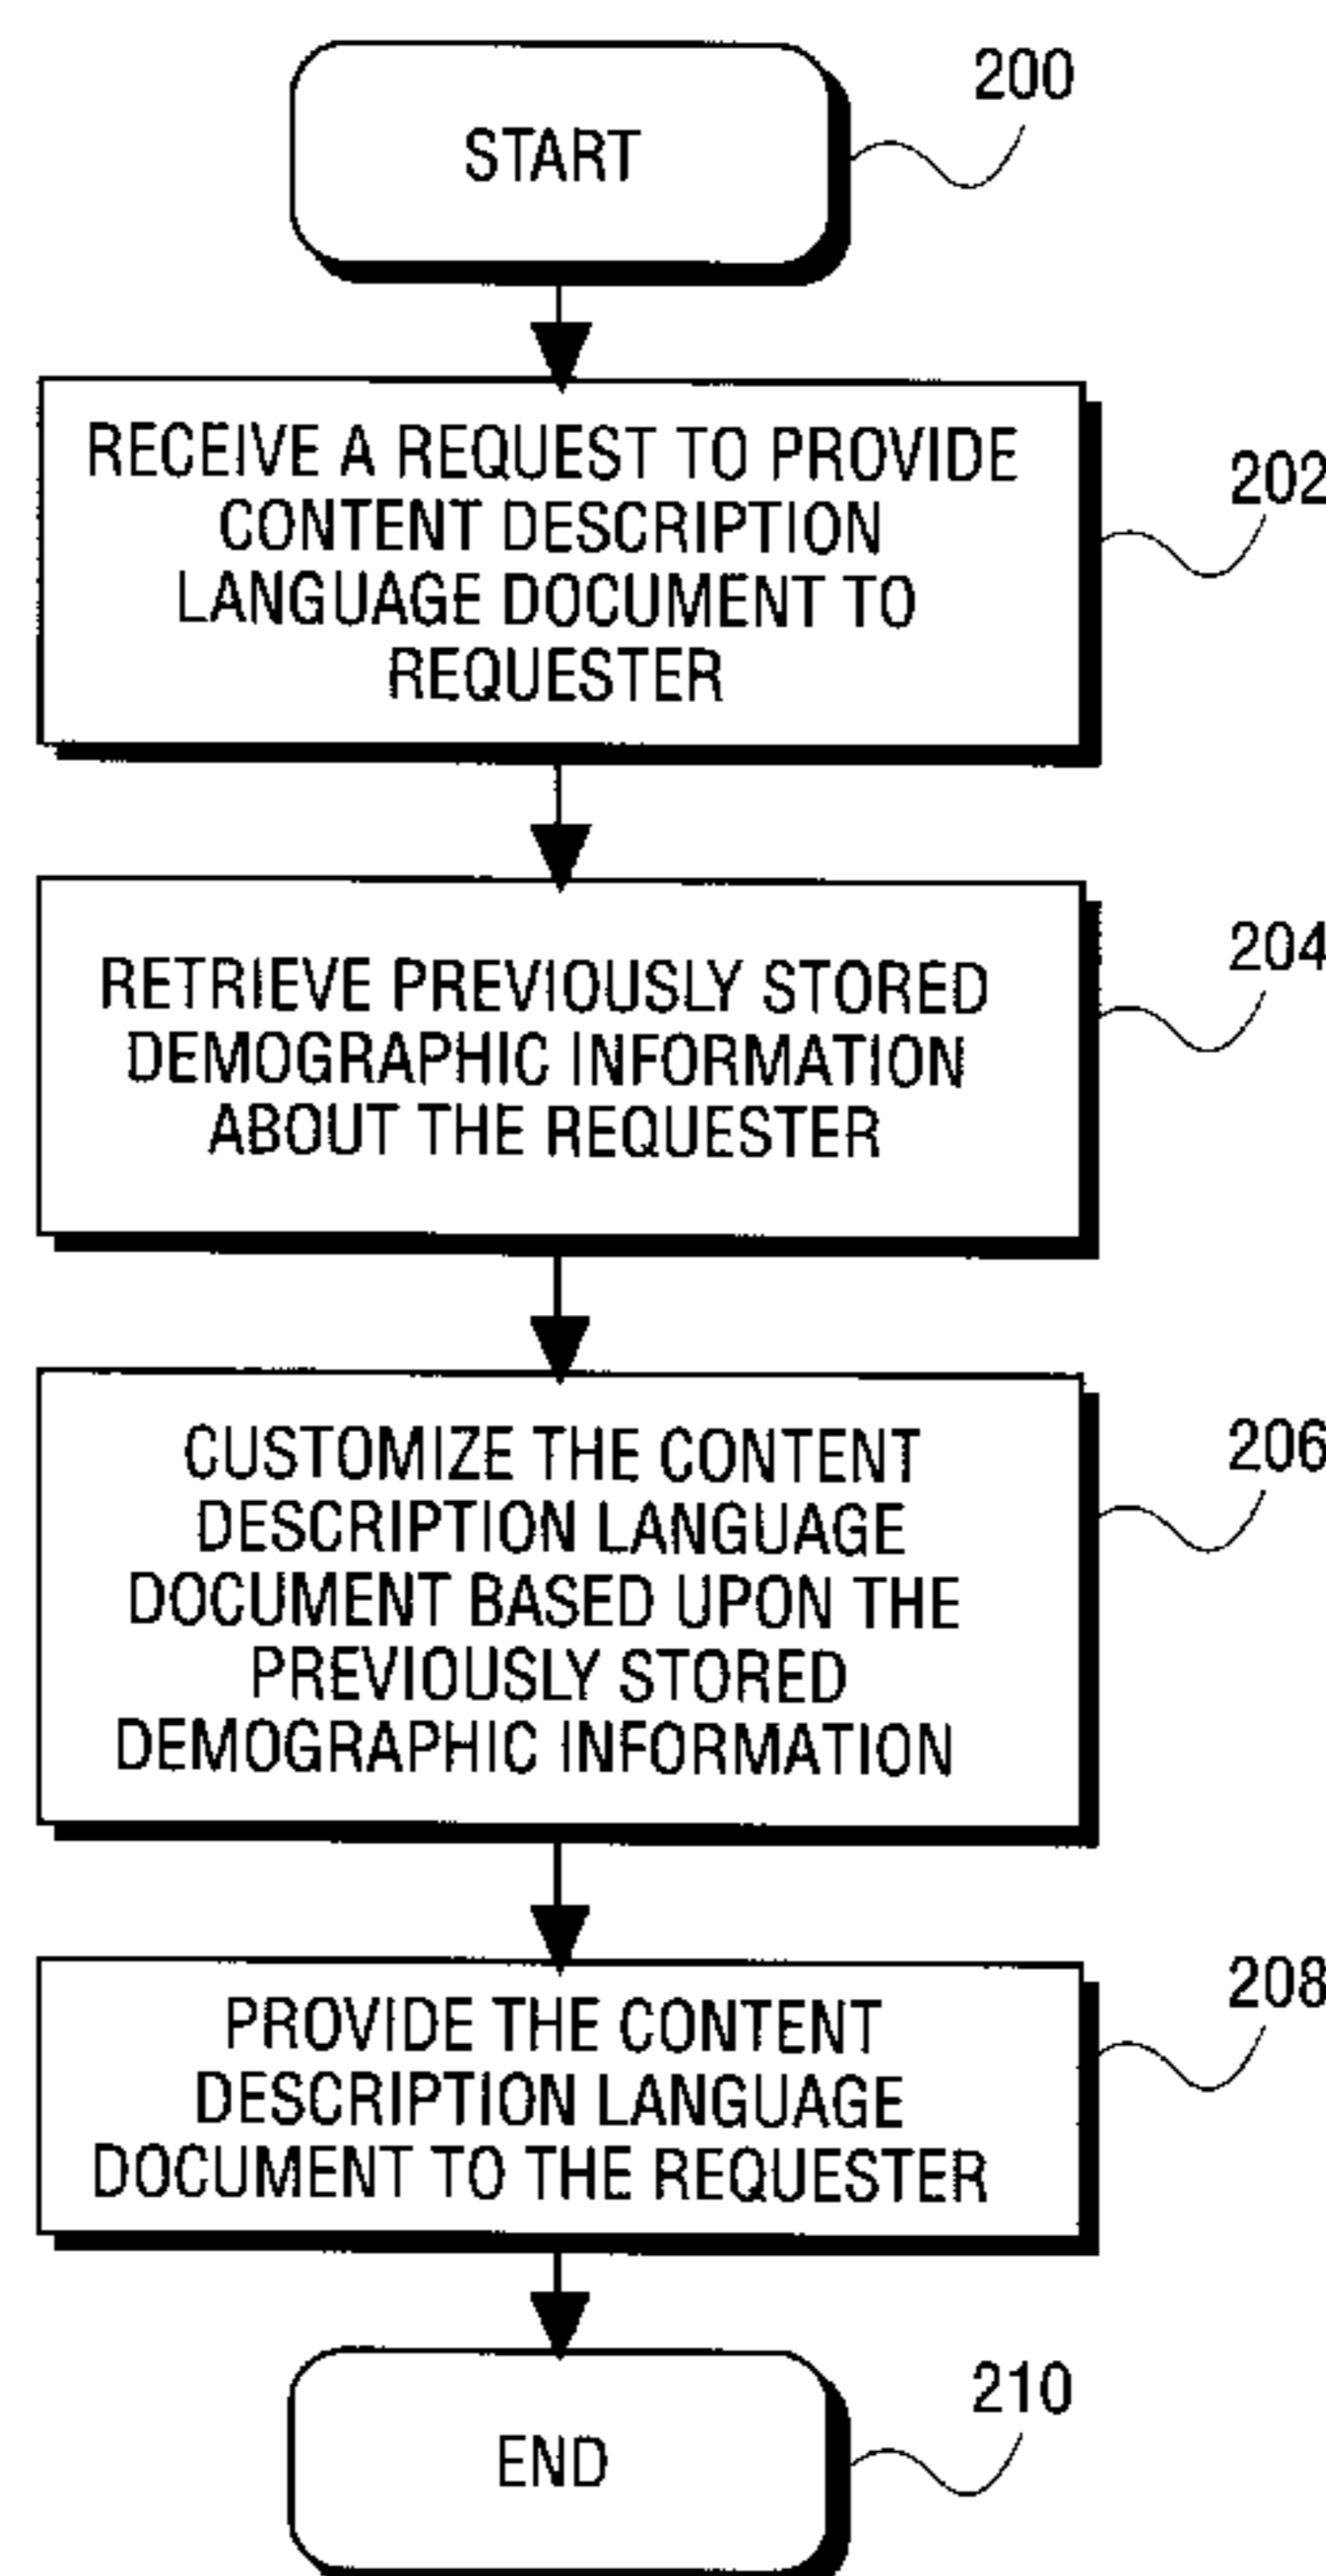 START
200
RECEIVE A REQUEST TO PROVIDE
CONTENT DESCRIPTION
LANGUAGE DOCUMENT TO
REQUESTER
202
RETRIEVE PREVIOUSLY STORED
DEMOGRAPHIC INFORMATION
ABOUT THE REQUESTER
204
CUSTOMIZE THE CONTENT
DESCRIPTION LANGUAGE
DOCUMENT BASED UPON THE
PREVIOUSLY STORED
DEMOGRAPHIC INFORMATION
206
PROVIDE THE CONTENT
DESCRIPTION LANGUAGE
DOCUMENT TO THE REQUESTER
208
END
210